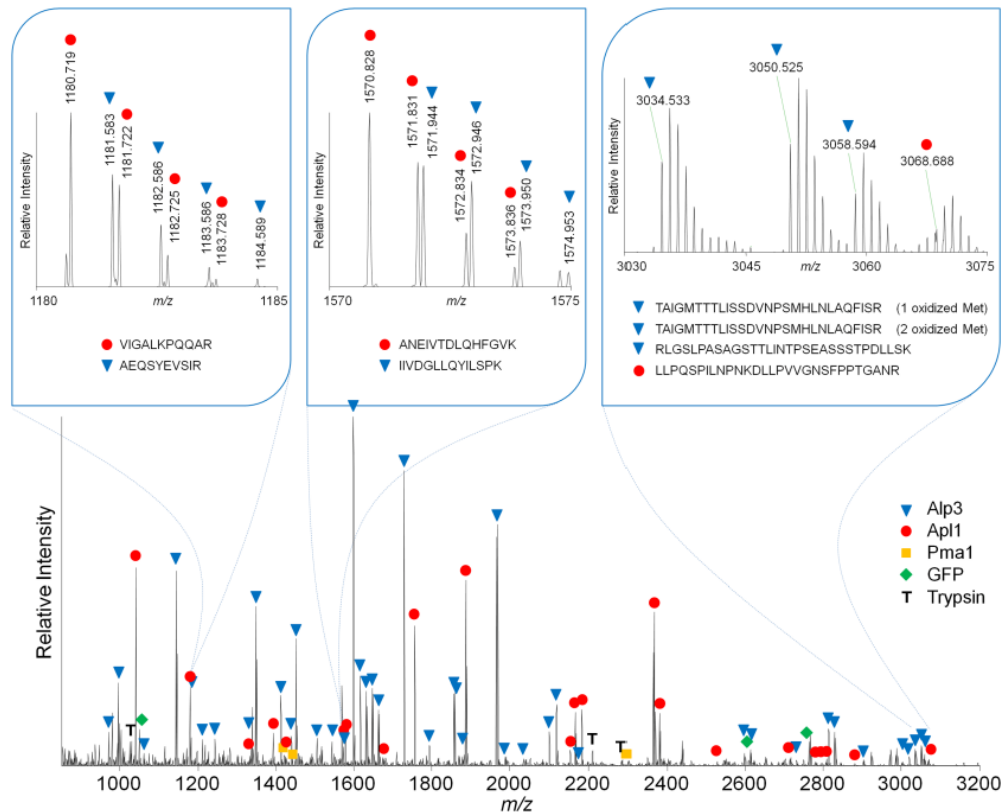 Relative Intensity
1180.719
1181.583
1181.722
1182.586
1182.725
1183.586
1183.728
1184.589
1180
m/z
1185
VIGALKPQQAR
AEQSYEVSIR
Relative Intensity
1570.828
1571.831
1571.944
1572.834
1572.946
1573.836
1573.950
1574.953
1570
m/z
1575
ANEIVTDLQHFGVK
IIVDGLLQYILSPK
Relative Intensity
3034.533
3050.525
3058.594
3068.688
3030
3045
m/z
3060
3075
TAIGMTTTLISSDVNPSMHLNLAQFISR (1 oxidized Met)
TAIGMTTTLISSDVNPSMHLNLAQFISR (2 oxidized Met)
RLGSLPASAGSTTLINTPSEASSSTPDLLSK
LLPQSPILNPNKDLLPVVGNSFPPTGANR
Relative Intensity
T
T
T
Alp3
Apl1
Pma1
GFP
T Trypsin
1000 1200 1400 1600 1800 2000 2200 2400 2600 2800 3000 3200
m/z